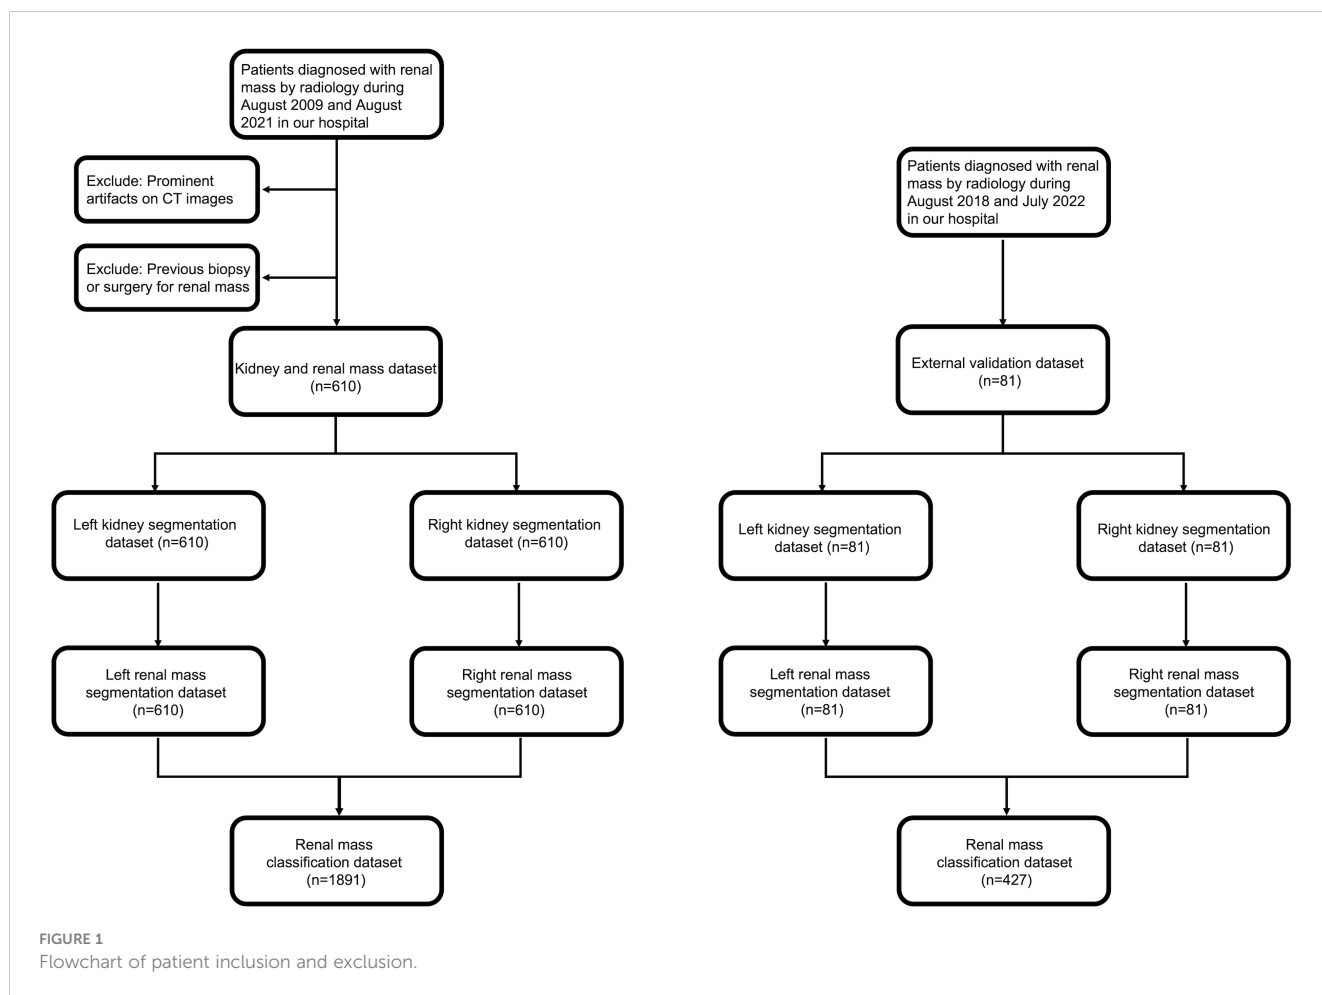 Patients diagnosed with renal
mass by radiology during
August 2009 and August
2021 in our hospital
Exclude: Prominent
artifacts on CT images
Exclude: Previous biopsy
or surgery for renal mass
Kidney and renal mass dataset
(n=610)
Left kidney segmentation
dataset (n=610)
Right kidney segmentation
dataset (n=610)
Left renal mass
segmentation dataset
(n=610)
Right renal mass
segmentation dataset
(n=610)
Renal mass
classification dataset
(n=1891)
Patients diagnosed with renal
mass by radiology during
August 2018 and July 2022
in our hospital
External validation dataset
(n=81)
Left kidney segmentation
dataset (n=81)
Right kidney segmentation
dataset (n=81)
Left renal mass
segmentation dataset
(n=81)
Right renal mass
segmentation dataset
(n=81)
Renal mass
classification dataset
(n=427)
FIGURE 1
Flowchart of patient inclusion and exclusion.